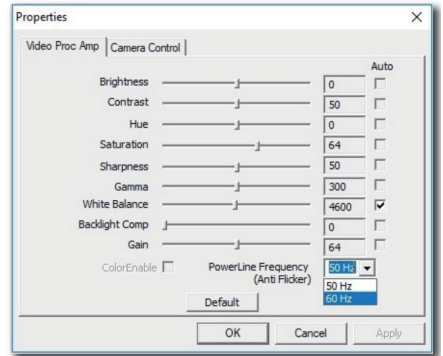 Properties
Video Proc Amp Camera Control
Auto
Brightness 0
Contrast 50
Hue 0
Saturation 64
Sharpness 50
Gamma 300
White Balance 4600
Backlight Comp 0
Gain 64
ColorEnable PowerLine Frequency 50 Hz
(Anti Flicker)
50 Hz
60 Hz
Default
OK Cancel Apply